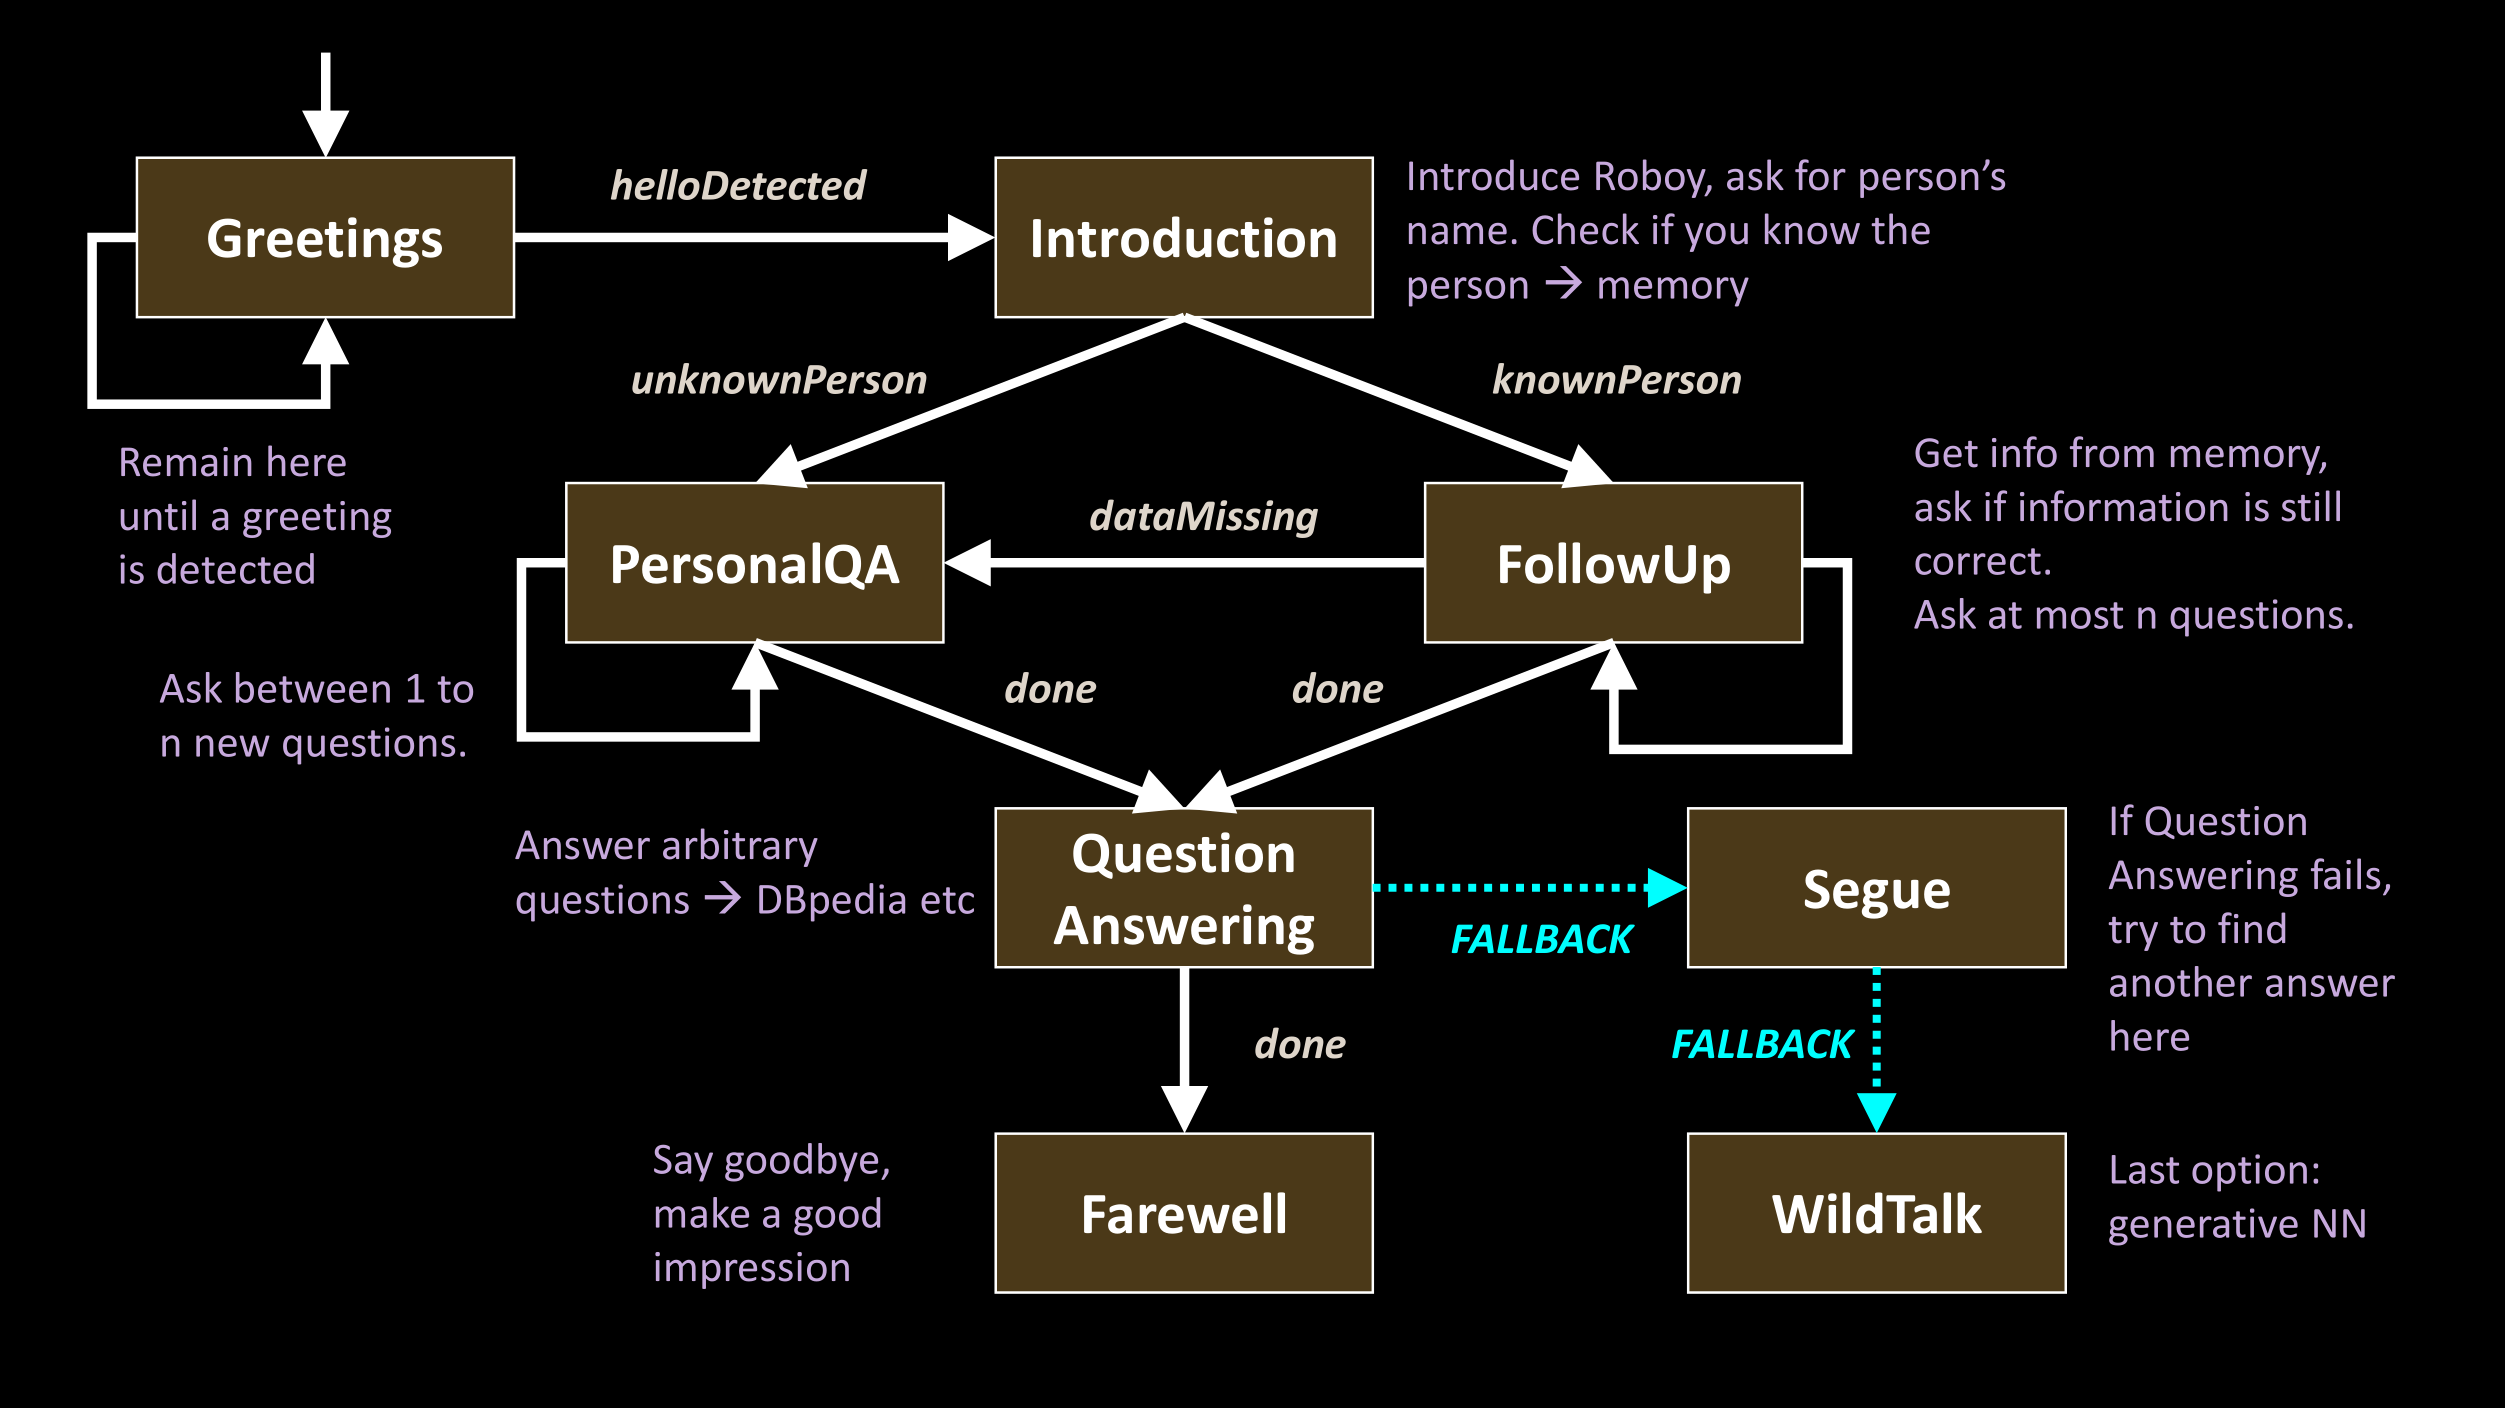 helloDetected
Greetings
Introduction
Introduce Roboy, ask for person’s
name. Check if you know the
person → memory
unknownPerson
knownPerson
Remain here
until a greeting
is detected
PersonalQA
dataMissing
FollowUp
Get info from memory,
ask if information is still
correct.
Ask at most n questions.
Ask between 1 to
n new questions.
done
done
Answer arbitrary
questions → DBpedia etc
Question
Answering
FALLBACK
Segue
If Question
Answering fails,
try to find
another answer
here
done
FALLBACK
Say goodbye,
make a good
impression
Farewell
WildTalk
Last option:
generative NN